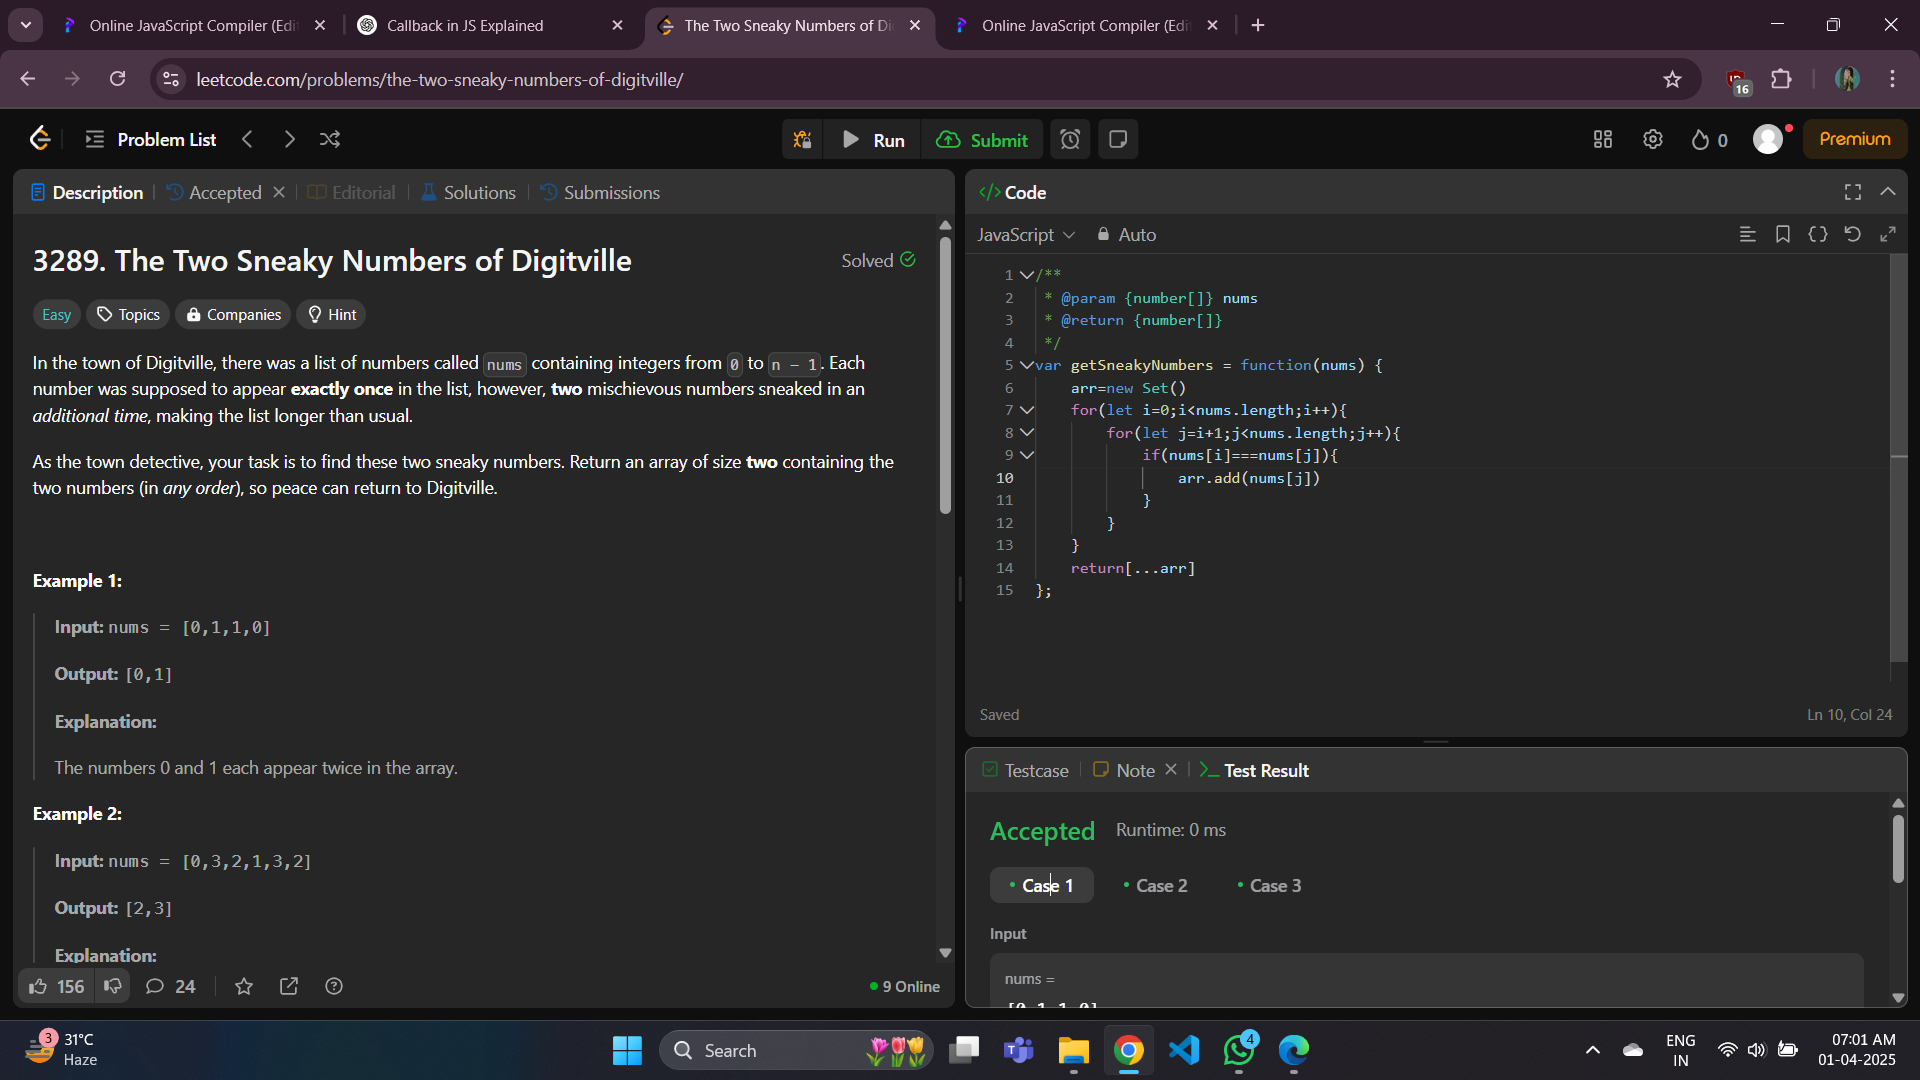 Online JavaScript Compiler (Edi
Callback in JS Explained
The Two Sneaky Numbers of Di
Online JavaScript Compiler (Edit
leetcode.com/problems/the-two-sneaky-numbers-of-digitville/
16
Problem List
Run
Submit
0
Premium
Description
Accepted
Editorial
Solutions
Submissions
3289. The Two Sneaky Numbers of Digitville
Solved
Easy
Topics
Companies
Hint
In the town of Digitville, there was a list of numbers called nums containing integers from 0 to n - 1. Each
number was supposed to appear exactly once in the list, however, two mischievous numbers sneaked in an
additional time, making the list longer than usual.
As the town detective, your task is to find these two sneaky numbers. Return an array of size two containing the
two numbers (in any order), so peace can return to Digitville.
Example 1:
Input: nums = [0,1,1,0]
Output: [0,1]
Explanation:
The numbers 0 and 1 each appear twice in the array.
Example 2:
Input: nums = [0,3,2,1,3,2]
Output: [2,3]
Explanation:
156
24
9 Online
</> Code
JavaScript
Auto
1 /**
2 * @param {number[]} nums
3 * @return {number[]}
4 */
5 var getSneakyNumbers = function(nums) {
6 arr=new Set()
7 for(let i=0;i<nums.length;i++){
8 for(let j=i+1;j<nums.length;j++){
9 if(nums[i]===nums[j]){
10 arr.add(nums[j])
11 }
12 }
13 }
14 return[...arr]
15 };
Saved
Ln 10, Col 24
Testcase
Note
Test Result
Accepted
Runtime: 0 ms
Case 1
Case 2
Case 3
Input
nums =
[0,1,1,0]
3
31°C
Haze
Search
4
ENG
IN
07:01 AM
01-04-2025